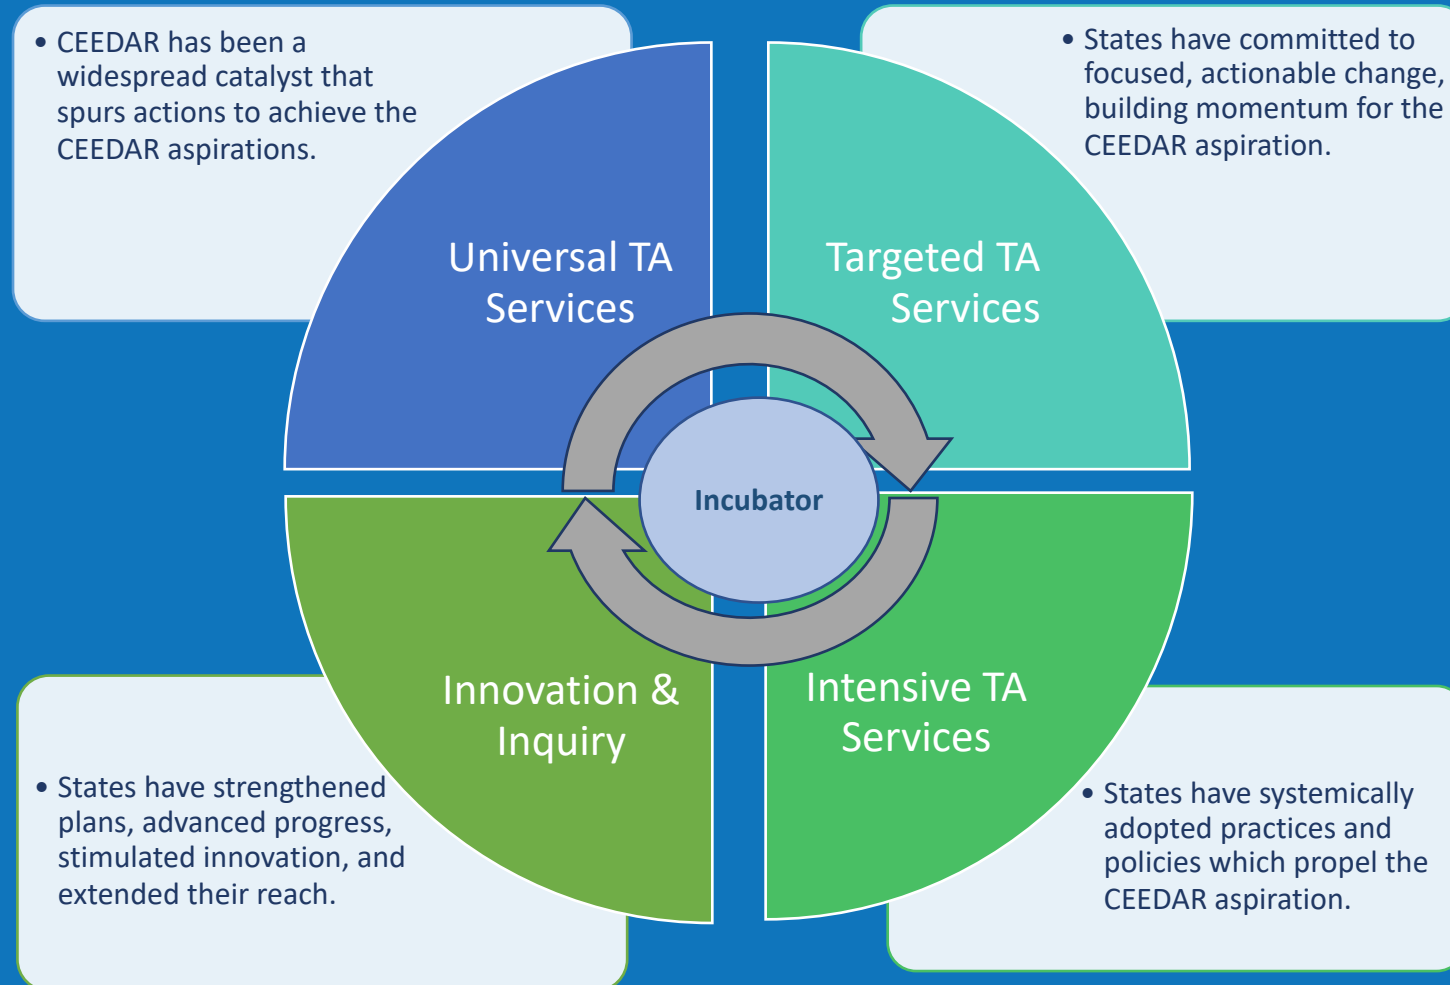 • CEEDAR has been a
widespread catalyst that
spurs actions to achieve the
CEEDAR aspirations.
• States have committed to
focused, actionable change,
building momentum for the
CEEDAR aspiration.
Universal TA
Services
Targeted TA
Services
Incubator
Innovation &
Inquiry
Intensive TA
Services
• States have strengthened
plans, advanced progress,
stimulated innovation, and
extended their reach.
• States have systemically
adopted practices and
policies which propel the
CEEDAR aspiration.